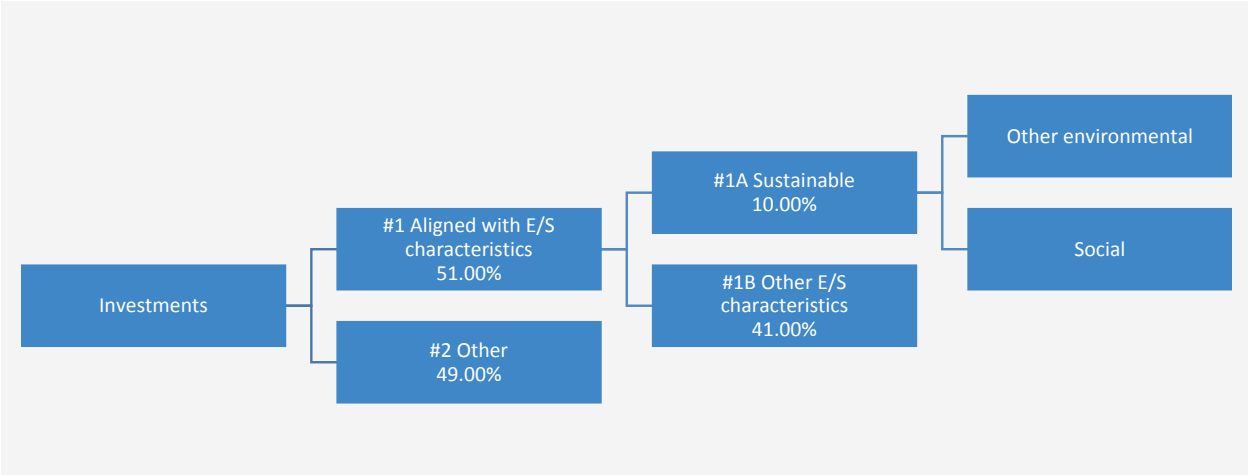 Investments
#1 Aligned with E/S
characteristics
51.00%
#2 Other
49.00%
#1A Sustainable
10.00%
#1B Other E/S
characteristics
41.00%
Other environmental
Social